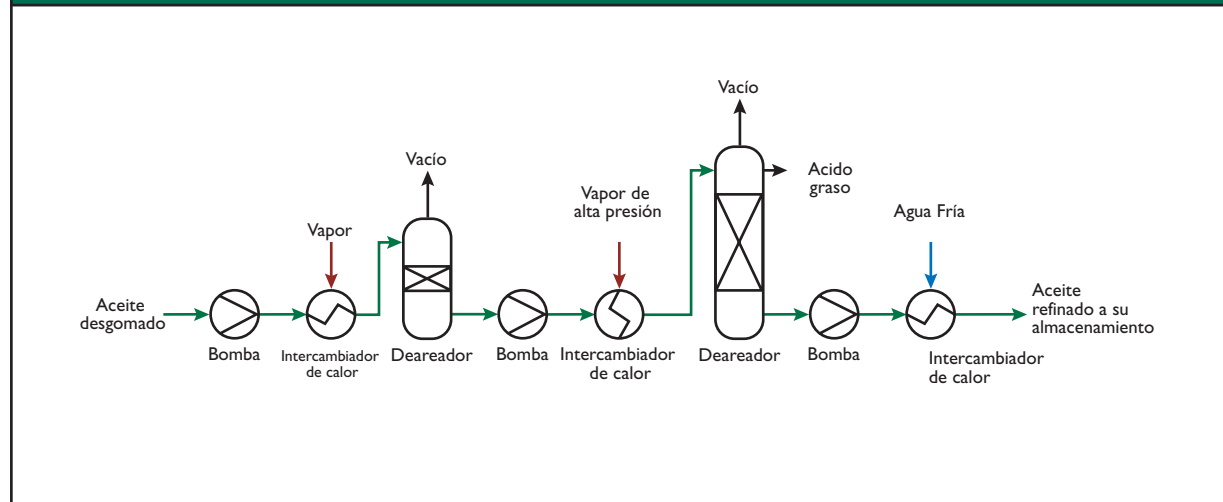 Vacío
Acido
graso
Vacío
Vapor de
alta presión
Agua Fría
Vapor
Aceite
desgomado
Aceite
refinado a su
almacenamiento
Bomba
Intercambiador
de calor
Deareador
Bomba
Intercambiador
de calor
Deareador
Bomba
Intercambiador
de calor